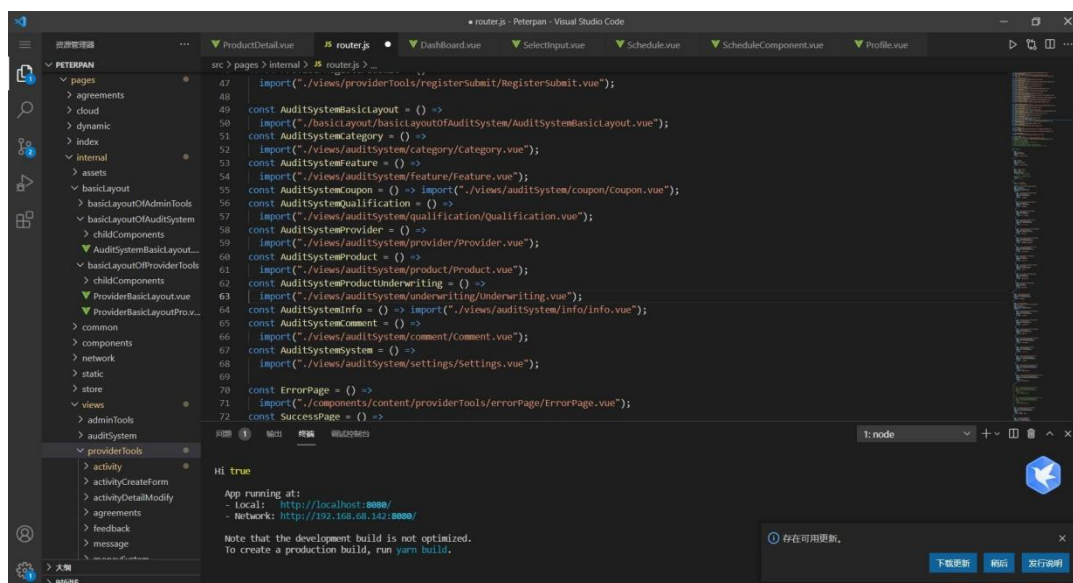 ● router.js - Peterpan - Visual Studio Code
资源管理器
ProductDetail.vue
JS router.js ●
DashBoard.vue
SelectInput.vue
Schedule.vue
ScheduleComponent.vue
Profile.vue
PETERPAN
src > pages > internal > JS router.js > ...
pages
agreements
cloud
dynamic
index
internal
assets
basicLayout
basicLayoutOfAdminTools
basicLayoutOfAuditSystem
childComponents
AuditSystemBasicLayout....
basicLayoutOfProviderTools
childComponents
ProviderBasicLayout.vue
ProviderBasicLayoutPro.v...
common
components
network
static
store
views
adminTools
auditSystem
providerTools
activity
activityCreateForm
activityDetailModify
agreements
feedback
message
大纲
47 import("./views/providerTools/registerSubmit/RegisterSubmit.vue");
48
49 const AuditSystemBasicLayout = () =>
50 import("./basicLayout/basicLayoutOfAuditSystem/AuditSystemBasicLayout.vue");
51 const AuditSystemCategory = () =>
52 import("./views/auditSystem/category/Category.vue");
53 const AuditSystemFeature = () =>
54 import("./views/auditSystem/feature/Feature.vue");
55 const AuditSystemCoupon = () => import("./views/auditSystem/coupon/Coupon.vue");
56 const AuditSystemQualification = () =>
57 import("./views/auditSystem/qualification/Qualification.vue");
58 const AuditSystemProvider = () =>
59 import("./views/auditSystem/provider/Provider.vue");
60 const AuditSystemProduct = () =>
61 import("./views/auditSystem/product/Product.vue");
62 const AuditSystemProductUnderwriting = () =>
63 import("./views/auditSystem/underwriting/Underwriting.vue");
64 const AuditSystemInfo = () => import("./views/auditSystem/info/info.vue");
65 const AuditSystemComment = () =>
66 import("./views/auditSystem/comment/Comment.vue");
67 const AuditSystemSystem = () =>
68 import("./views/auditSystem/settings/Settings.vue");
69
70 const ErrorPage = () =>
71 import("./components/content/providerTools/errorPage/ErrorPage.vue");
72 const SuccessPage = () =>
问题 1 输出 终端 调试控制台
1: node
Hi true
App running at:
- Local: http://localhost:8080/
- Network: http://192.168.68.142:8080/
Note that the development build is not optimized.
To create a production build, run yarn build.
存在可用更新。
下载更新 稍后 发行说明